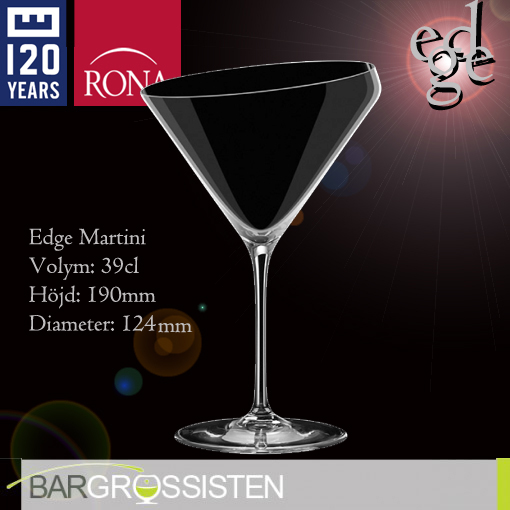 120
YEARS
RONA
edge
Edge Martini
Volym: 39cl
Höjd: 190mm
Diameter: 124mm
BARGROSSISTEN